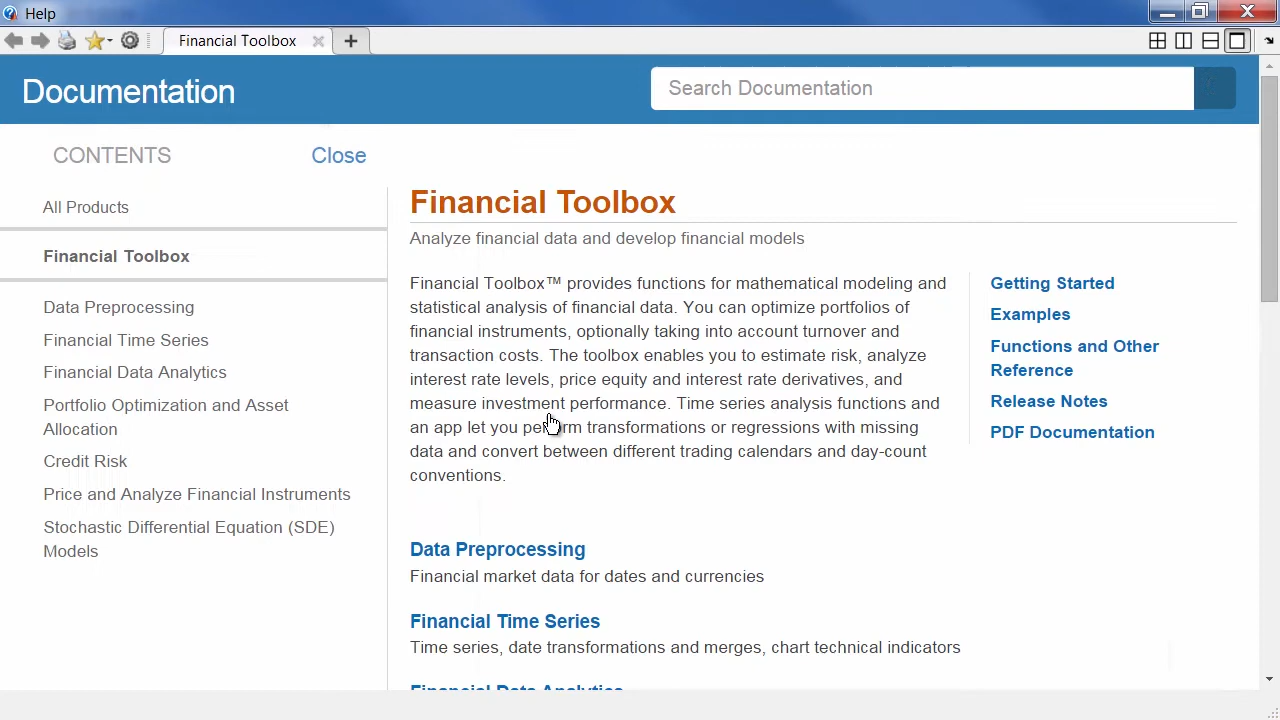 Help
Financial Toolbox
Documentation
Search Documentation
CONTENTS
Close
All Products
Financial Toolbox
Data Preprocessing
Financial Time Series
Financial Data Analytics
Portfolio Optimization and Asset
Allocation
Credit Risk
Price and Analyze Financial Instruments
Stochastic Differential Equation (SDE)
Models
Financial Toolbox
Analyze financial data and develop financial models
Financial Toolbox™ provides functions for mathematical modeling and
statistical analysis of financial data. You can optimize portfolios of
financial instruments, optionally taking into account turnover and
transaction costs. The toolbox enables you to estimate risk, analyze
interest rate levels, price equity and interest rate derivatives, and
measure investment performance. Time series analysis functions and
an app let you perform transformations or regressions with missing
data and convert between different trading calendars and day-count
conventions.
Getting Started
Examples
Functions and Other
Reference
Release Notes
PDF Documentation
Data Preprocessing
Financial market data for dates and currencies
Financial Time Series
Time series, date transformations and merges, chart technical indicators
Financial Data Analytics